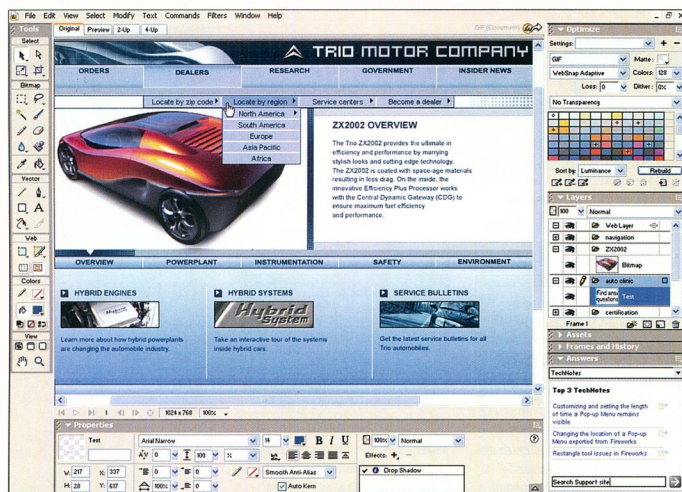 File Edit View Select Modify Text Commands Filters Window Help
Tools
Select
Bitmap
Vector
Web
Colors
View
Original Preview 2-Up 4-Up
GIF (Document)
TRIO MOTOR COMPANY
ORDERS DEALERS RESEARCH GOVERNMENT INSIDER NEWS
Locate by zip code Locate by region Service centers Become a dealer
North America
South America
Europe
Asia Pacific
Africa
ZX2002 OVERVIEW
The Trio ZX2002 provides the ultimate in
efficiency and performance by marrying
stylish looks and cutting edge technology.
The ZX2002 is coated with space-age materials
resulting in less drag. On the inside, the
innovative Efficiency Plus Processor works
with the Central Dynamic Gateway (CDG) to
ensure maximum fuel efficiency
and performance.
OVERVIEW POWERPLANT INSTRUMENTATION SAFETY ENVIRONMENT
HYBRID ENGINES
Learn more about how hybrid powerplants
are changing the automobile industry.
HYBRID SYSTEMS
Hybrid
System
Take an interactive tour of the systems
inside hybrid cars.
SERVICE BULLETINS
Get the latest service bulletins for all
Trio automobiles.
1 1024 x 768 100%
Properties
Text Arial Narrow 14 B I U 100% Normal
AV 0 100 % Effects:
W: 217 X: 337 0 0 Smooth Anti-Alias Drop Shadow
H: 28 Y: 617 100% 0 Auto Kern
Optimize
Settings:
GIF Matte:
WebSnap Adaptive Colors: 128
Loss: 0 Dither: 0%
No Transparency
Sort by: Luminance Rebuild
Layers
100 Normal
Web Layer
navigation
ZX2002
Bitmap
auto clinic
Text
certification
Frame 1
Assets
Frames and History
Answers
TechNotes
Top 3 TechNotes
Customizing and setting the length
of time a Pop-up Menu remains
visible
Changing the location of a Pop-up
Menu exported from Fireworks
Rectangle tool issues in Fireworks
Search Support site